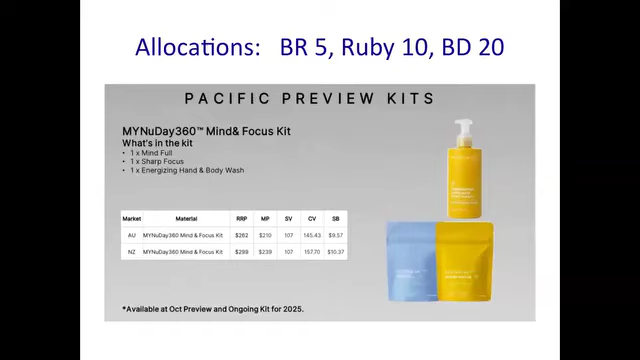 Allocations: BR 5, Ruby 10, BD 20
PACIFIC PREVIEW KITS
MYNuDay360™ Mind& Focus Kit
What's in the kit
• 1 x Mind Full
• 1 x Sharp Focus
• 1 x Energizing Hand & Body Wash
Market Material RRP MP SV CV SB
AU MYNuDay360 Mind & Focus Kit $262 $210 107 145.43 $9.57
NZ MYNuDay360 Mind & Focus Kit $299 $239 107 157.70 $10.37
*Available at Oct Preview and Ongoing Kit for 2025.